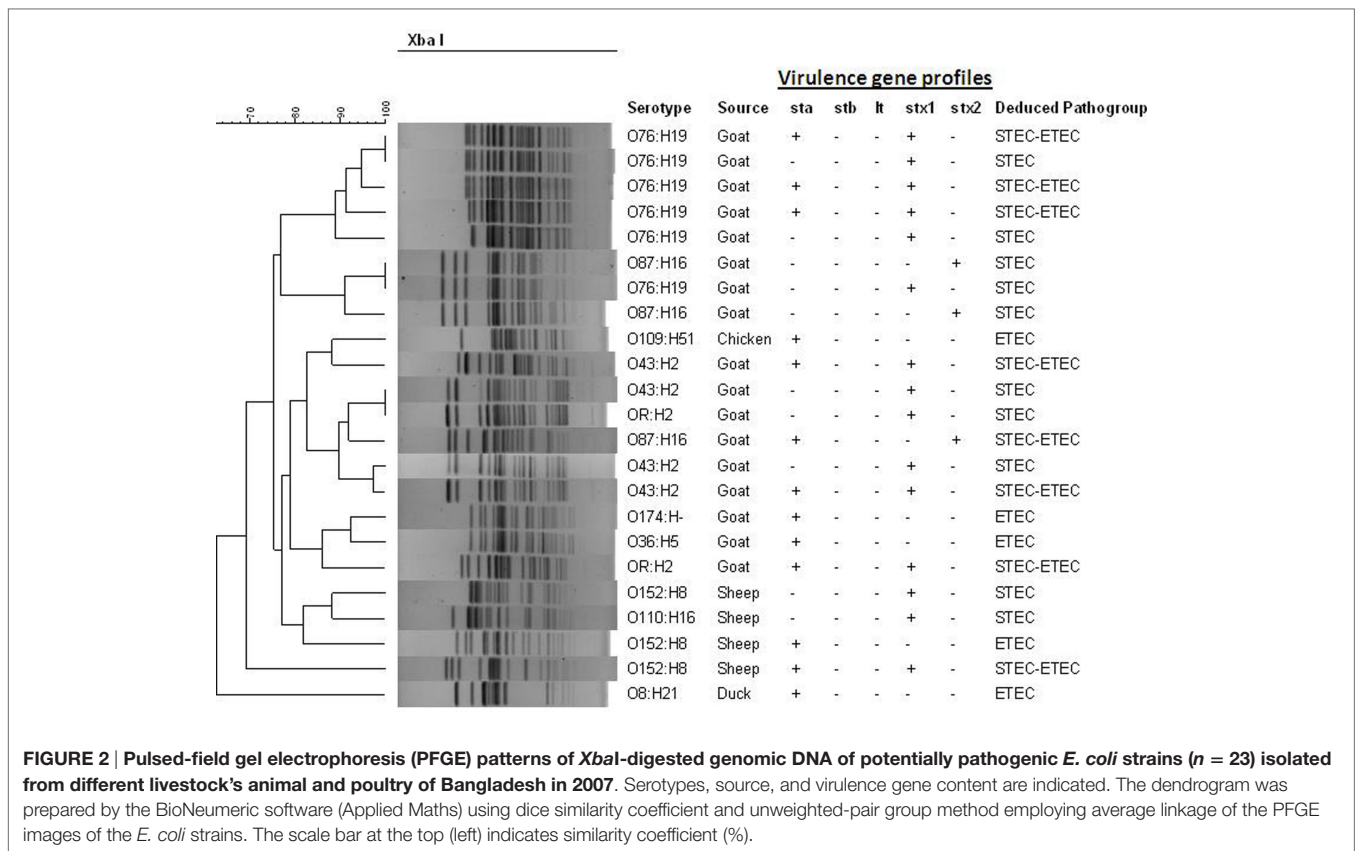 Xba I
Virulence gene profiles
-70 -80 -90 100
Serotype Source sta stb lt stx1 stx2 Deduced Pathogroup
O76:H19 Goat + - - + - STEC-ETEC
O76:H19 Goat - - - + - STEC
O76:H19 Goat + - - + - STEC-ETEC
O76:H19 Goat + - - + - STEC-ETEC
O76:H19 Goat - - - + - STEC
O87:H16 Goat - - - - + STEC
O76:H19 Goat - - - + - STEC
O87:H16 Goat - - - - + STEC
O109:H51 Chicken + - - - - ETEC
O43:H2 Goat + - - + - STEC-ETEC
O43:H2 Goat - - - + - STEC
OR:H2 Goat - - - + - STEC
O87:H16 Goat + - - - + STEC-ETEC
O43:H2 Goat - - - + - STEC
O43:H2 Goat + - - + - STEC-ETEC
O174:H- Goat + - - - - ETEC
O36:H5 Goat + - - - - ETEC
OR:H2 Goat + - - + - STEC-ETEC
O152:H8 Sheep - - - + - STEC
O110:H16 Sheep - - - + - STEC
O152:H8 Sheep + - - - - ETEC
O152:H8 Sheep + - - + - STEC-ETEC
O8:H21 Duck + - - - - ETEC
FIGURE 2 | Pulsed-field gel electrophoresis (PFGE) patterns of XbaI-digested genomic DNA of potentially pathogenic E. coli strains (n = 23) isolated
from different livestock's animal and poultry of Bangladesh in 2007. Serotypes, source, and virulence gene content are indicated. The dendrogram was
prepared by the BioNeumeric software (Applied Maths) using dice similarity coefficient and unweighted-pair group method employing average linkage of the PFGE
images of the E. coli strains. The scale bar at the top (left) indicates similarity coefficient (%).